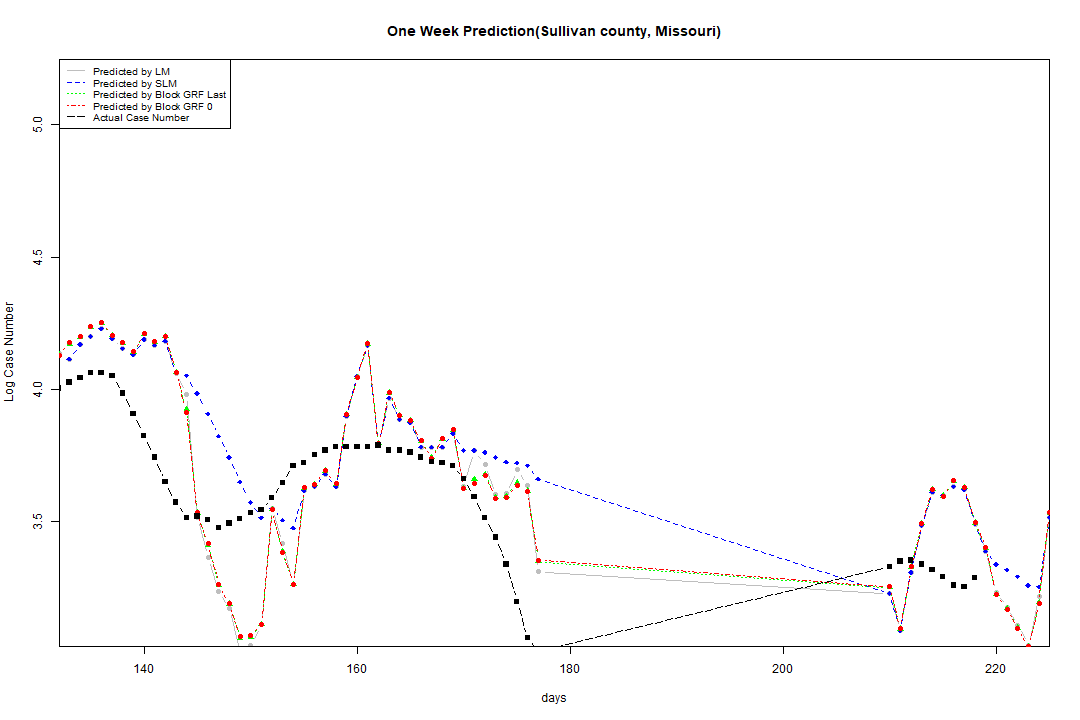 One Week Prediction(Sullivan county, Missouri)
Predicted by LM
Predicted by SLM
Predicted by Block GRF Last
Predicted by Block GRF 0
Actual Case Number
5.0
4.5
4.0
3.5
Log Case Number
140 160 180 200 220
days